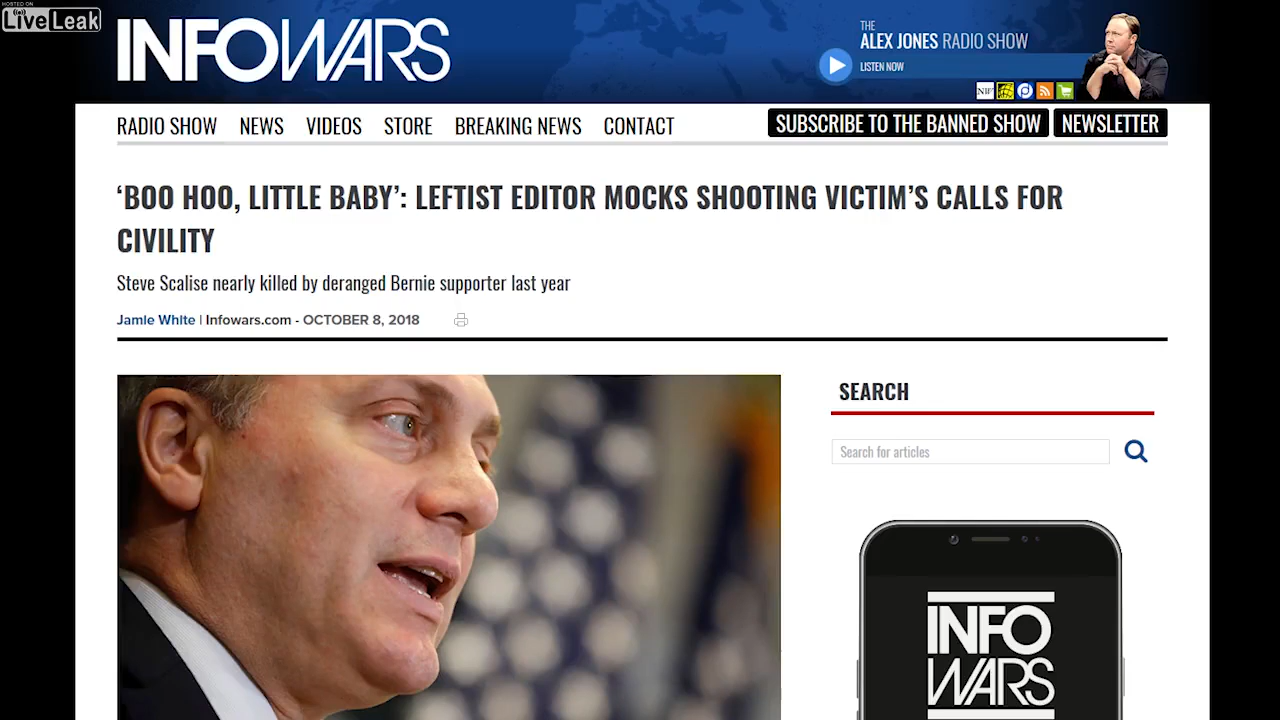 HOSTED ON
LiveLeak
INFOWARS
THE
ALEX JONES RADIO SHOW
LISTEN NOW
NIF
RADIO SHOW NEWS VIDEOS STORE BREAKING NEWS CONTACT
SUBSCRIBE TO THE BANNED SHOW NEWSLETTER
‘BOO HOO, LITTLE BABY’: LEFTIST EDITOR MOCKS SHOOTING VICTIM’S CALLS FOR
CIVILITY
Steve Scalise nearly killed by deranged Bernie supporter last year
Jamie White | Infowars.com - OCTOBER 8, 2018
SEARCH
Search for articles
INFO
WARS